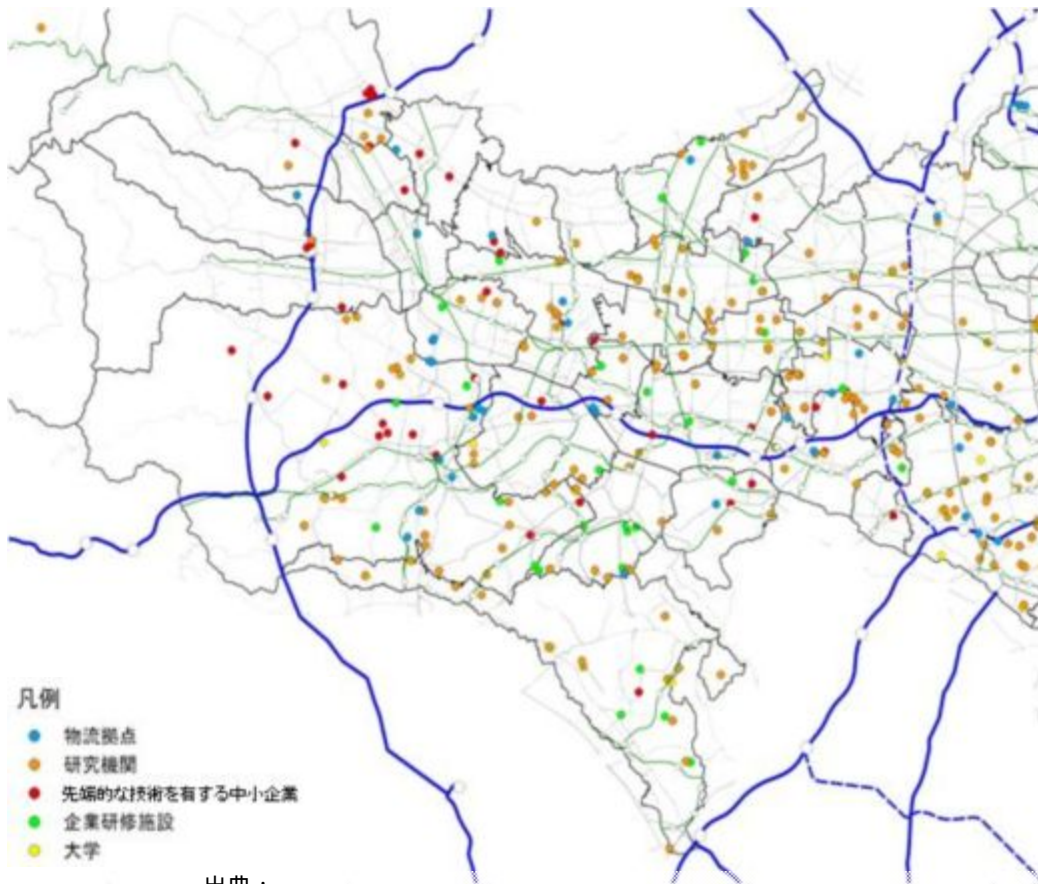 凡例
物流拠点
研究機関
先端的な技術を有する中小企業
企業研修施設
大学
出典：